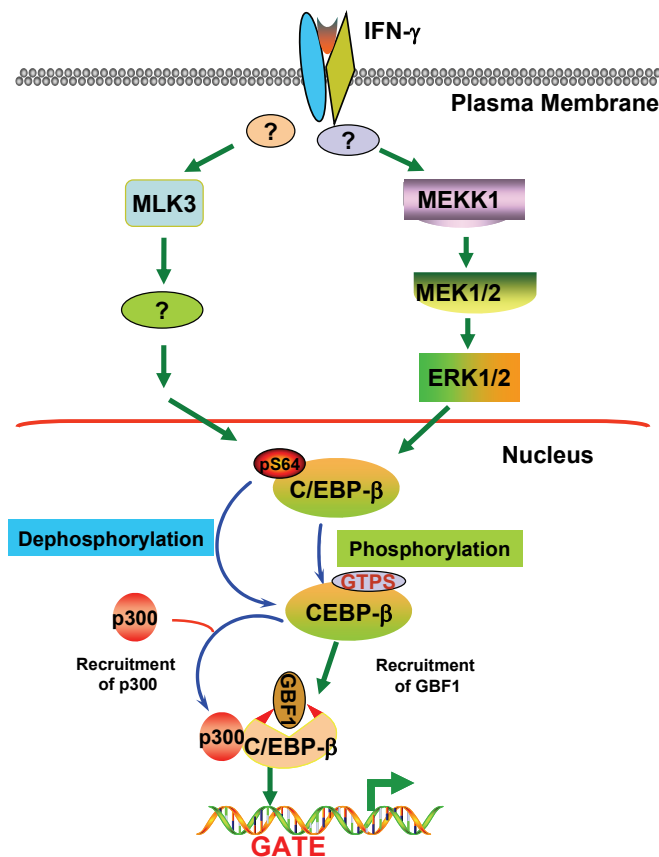 IFN-γ
Plasma Membrane
?
?
MLK3
MEKK1
?
MEK1/2
ERK1/2
Nucleus
pS64
C/EBP-β
Dephosphorylation
Phosphorylation
GTPS
CEBP-β
p300
Recruitment
of p300
Recruitment
of GBF1
GBF1
p300
C/EBP-β
GATE